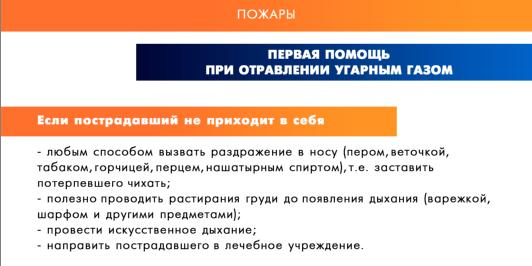 ПОЖАРЫ
ПЕРВАЯ ПОМОЩЬ
ПРИ ОТРАВЛЕНИИ УГАРНЫМ ГАЗОМ
Если пострадавший не приходит в себя
- любым способом вызвать раздражение в носу (пером, веточкой,
табаком, горчицей, перцем, нашатырным спиртом), т.е. заставить
потерпевшего чихать;
- полезно проводить растирания груди до появления дыхания (варежкой,
шарфом и другими предметами);
- провести искусственное дыхание;
- направить пострадавшего в лечебное учреждение.